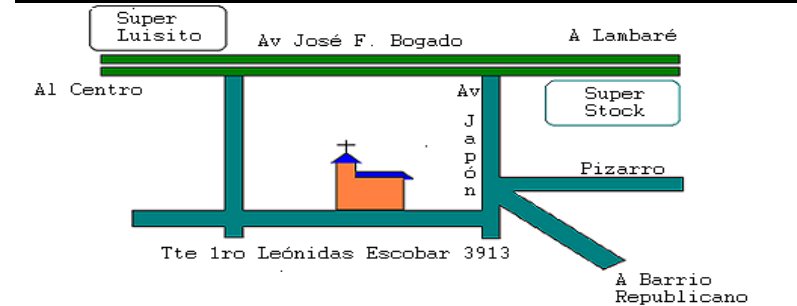 Super
Luisito
Av José F. Bogado
A Lambaré
Al Centro
Av
Japón
Super
Stock
Pizarro
Tte 1ro Leónidas Escobar 3913
A Barrio
Republicano